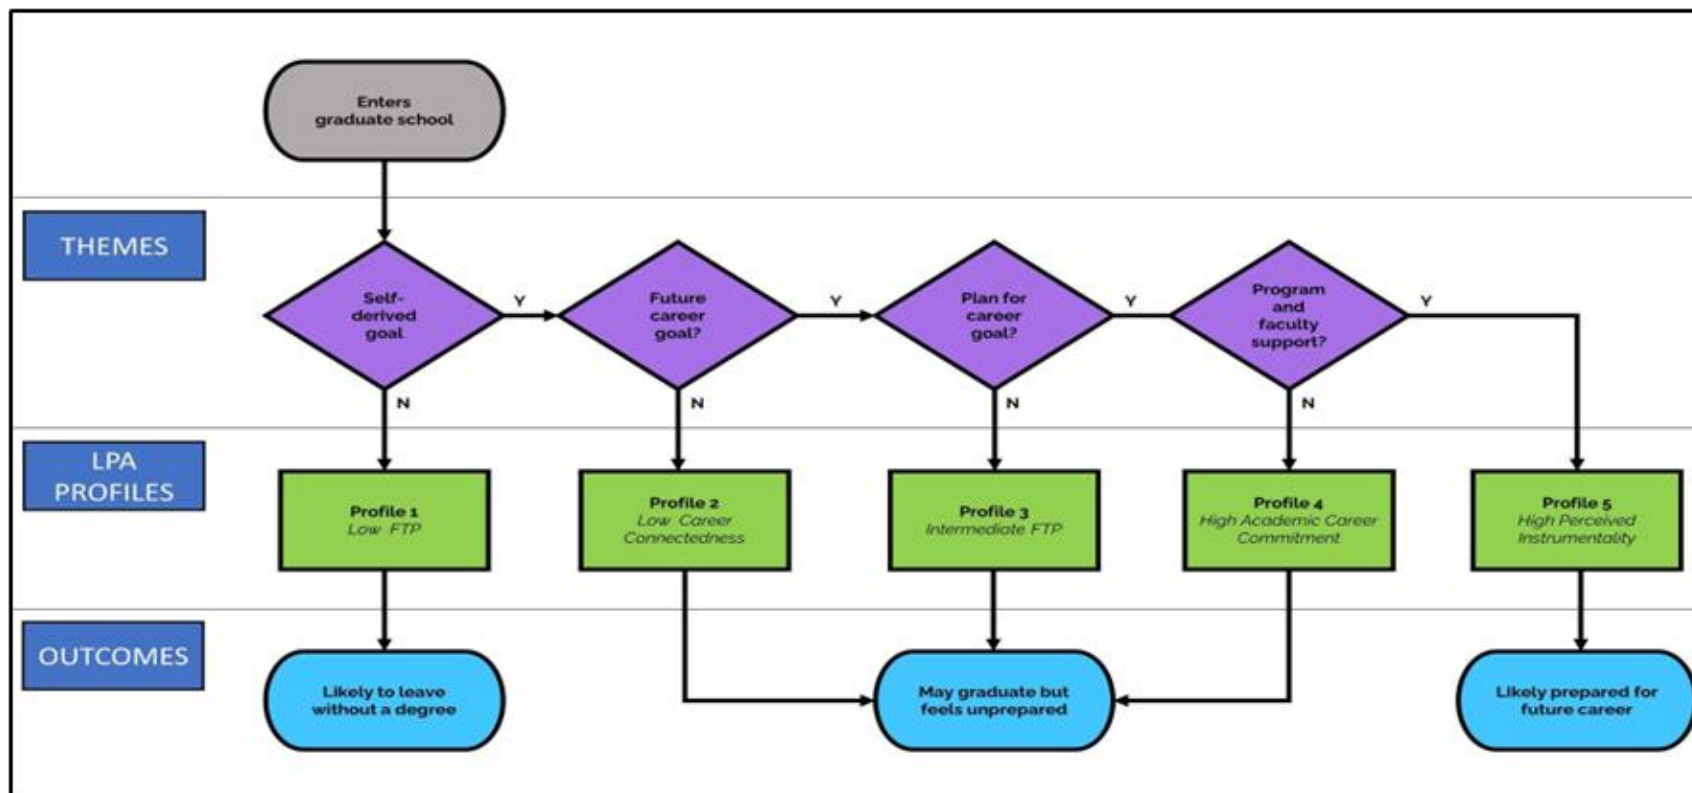 Enters
graduate school
THEMES
Self-
derived
goal
Y
Future
career
goal?
Y
Plan for
career
goal?
Y
Program
and
faculty
support?
Y
N
N
N
N
LPA
PROFILES
Profile 1
Low FTP
Profile 2
Low Career
Connectedness
Profile 3
Intermediate FTP
Profile 4
High Academic Career
Commitment
Profile 5
High Perceived
Instrumentality
OUTCOMES
Likely to leave
without a degree
May graduate but
feels unprepared
Likely prepared for
future career